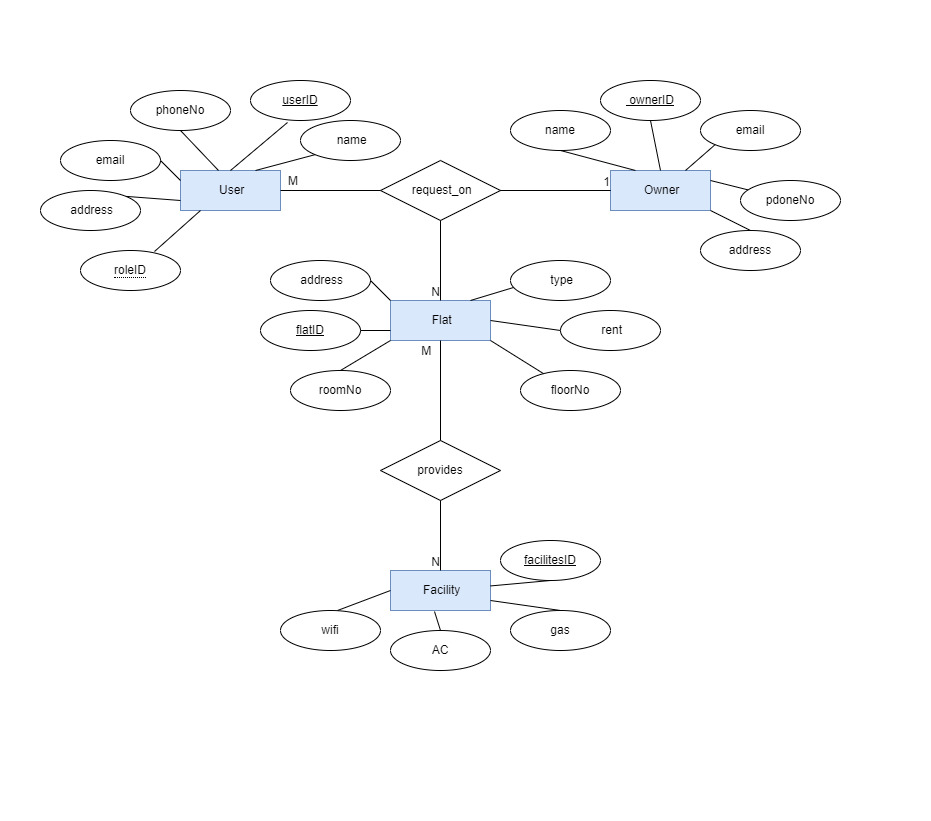 userID
ownerID
phoneNo
name
name
email
email
User
M
request_on
1
Owner
pdoneNo
address
address
roleID
N
address
type
flatID
Flat
rent
M
roomNo
floorNo
provides
N
facilitesID
Facility
wifi
gas
AC